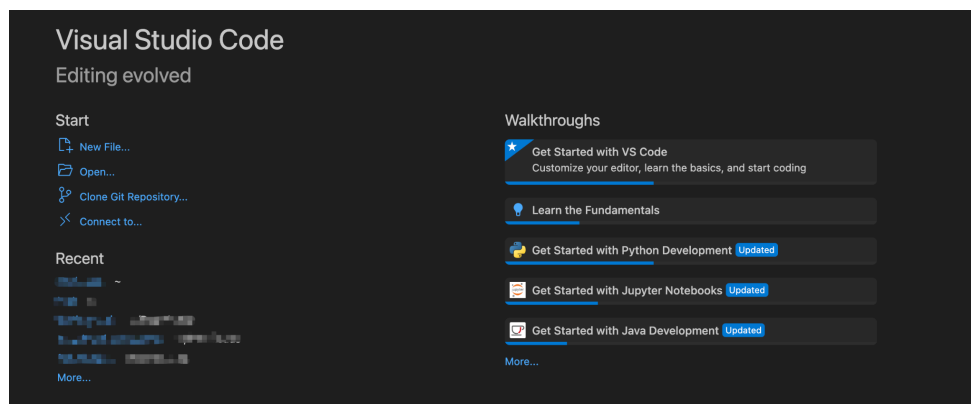 Visual Studio Code
Editing evolved
Start
New File...
Open...
Clone Git Repository...
Connect to...
Recent
~
More...
Walkthroughs
Get Started with VS Code
Customize your editor, learn the basics, and start coding
Learn the Fundamentals
Get Started with Python Development Updated
Get Started with Jupyter Notebooks Updated
Get Started with Java Development Updated
More...